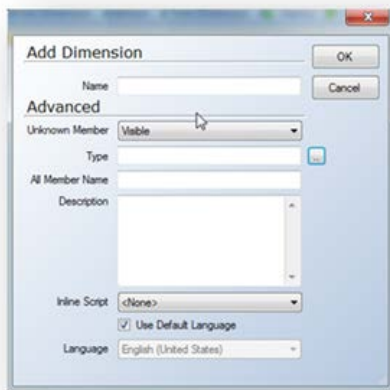 Add Dimension
OK
Name
Cancel
Advanced
Unknown Member
Visible
Type
...
All Member Name
Description
Inline Script
<None>
Use Default Language
Language
English (United States)